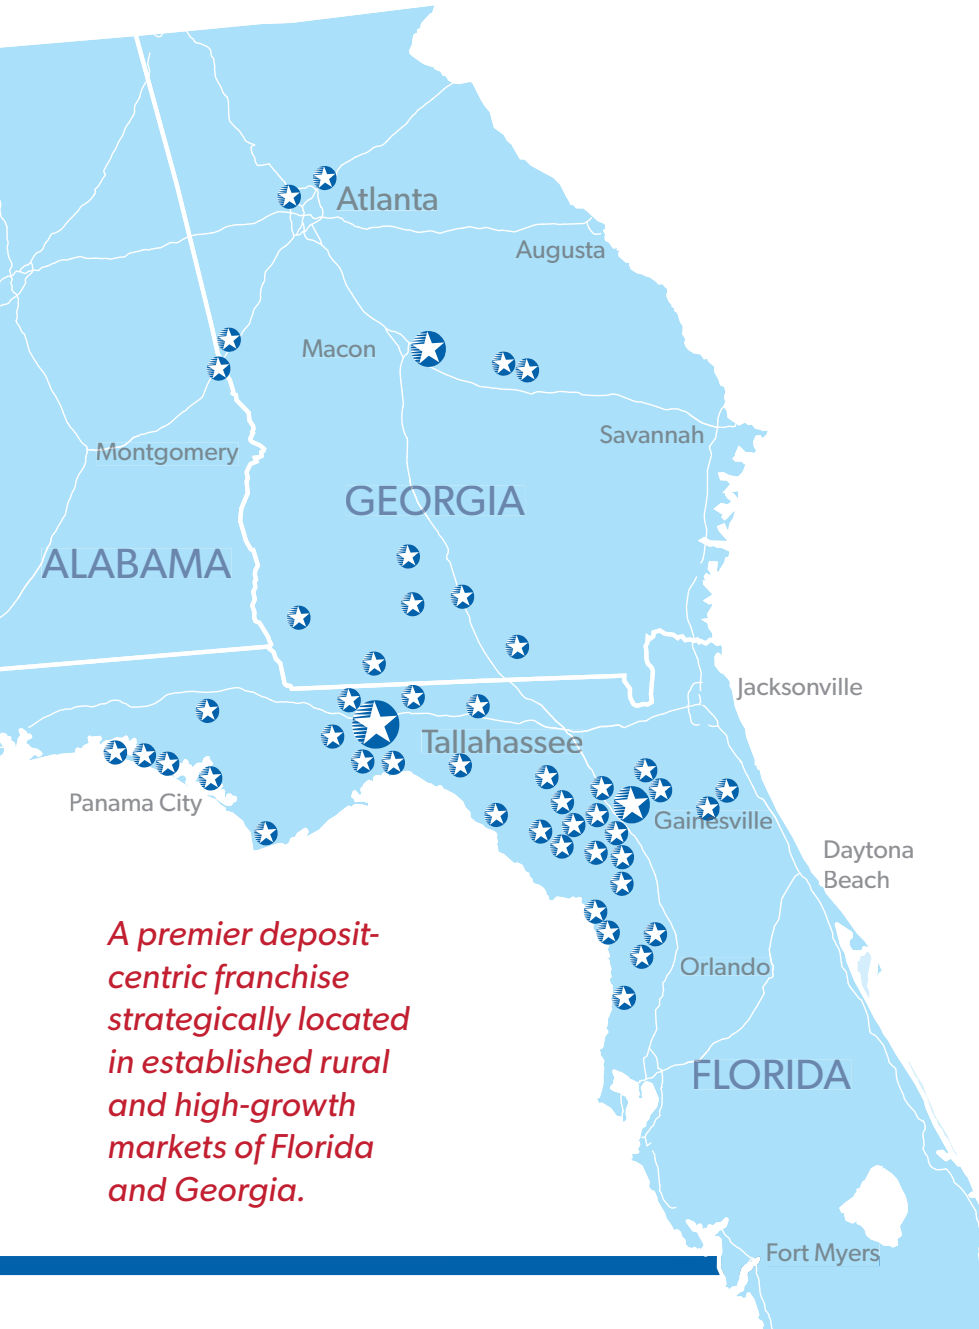 Atlanta
Augusta
Macon
Savannah
Montgomery
GEORGIA
ALABAMA
Jacksonville
Tallahassee
Panama City
Gainesville
Daytona
Beach
A premier deposit-
centric franchise
strategically located
in established rural
and high-growth
markets of Florida
and Georgia.
Orlando
FLORIDA
Fort Myers